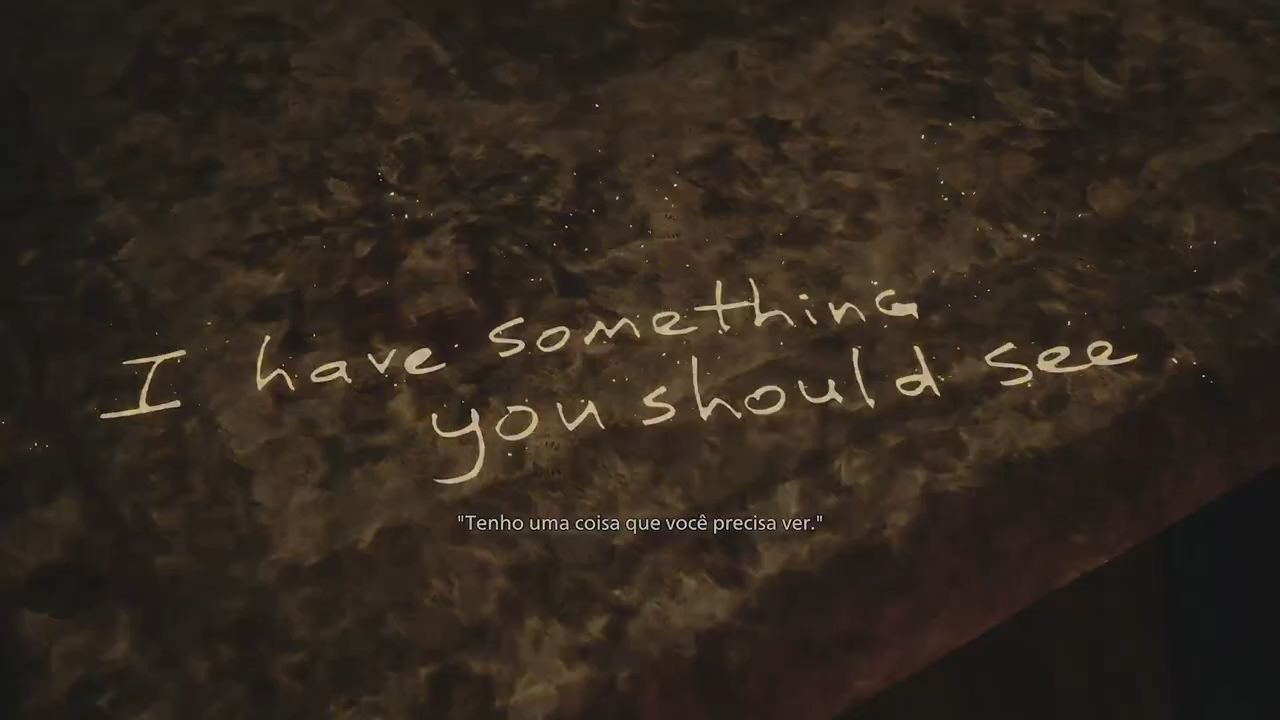 I have something
you should see
"Tenho uma coisa que você precisa ver."